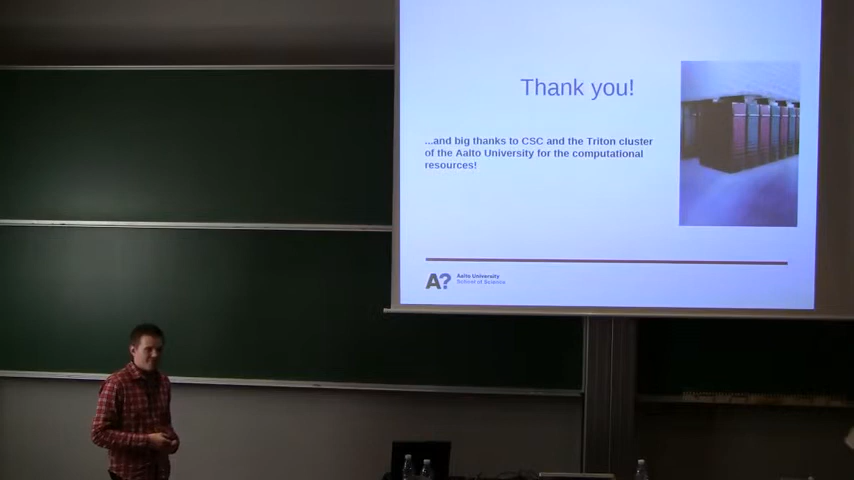 Thank you!
...and big thanks to CSC and the Triton cluster
of the Aalto University for the computational
resources!
A?
Aalto University
School of Science